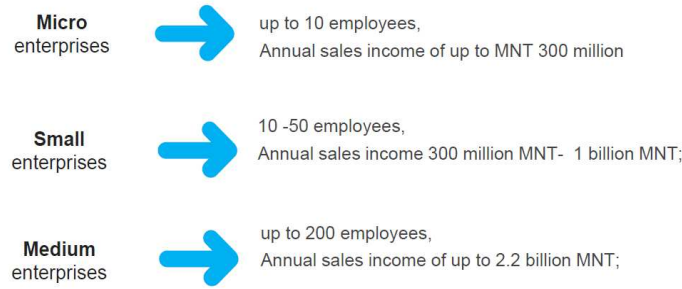 Micro
enterprises
up to 10 employees,
Annual sales income of up to MNT 300 million
Small
enterprises
10 -50 employees,
Annual sales income 300 million MNT-  1 billion MNT;
Medium
enterprises
up to 200 employees,
Annual sales income of up to 2.2 billion MNT;